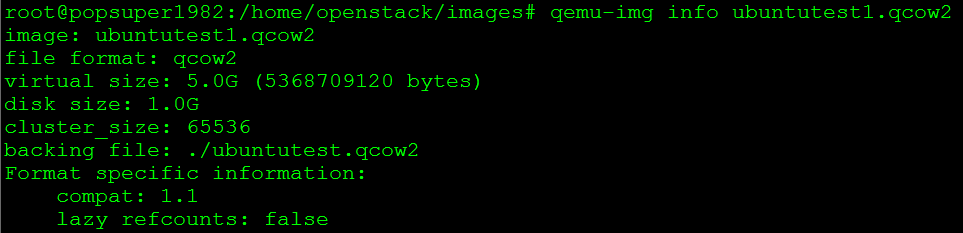 root@popsuper1982:/home/openstack/images# qemu-img info ubuntutest1.qcow2
image: ubuntutest1.qcow2
file format: qcow2
virtual size: 5.0G (5368709120 bytes)
disk size: 1.0G
cluster_size: 65536
backing file: ./ubuntutest.qcow2
Format specific information:
    compat: 1.1
    lazy refcounts: false